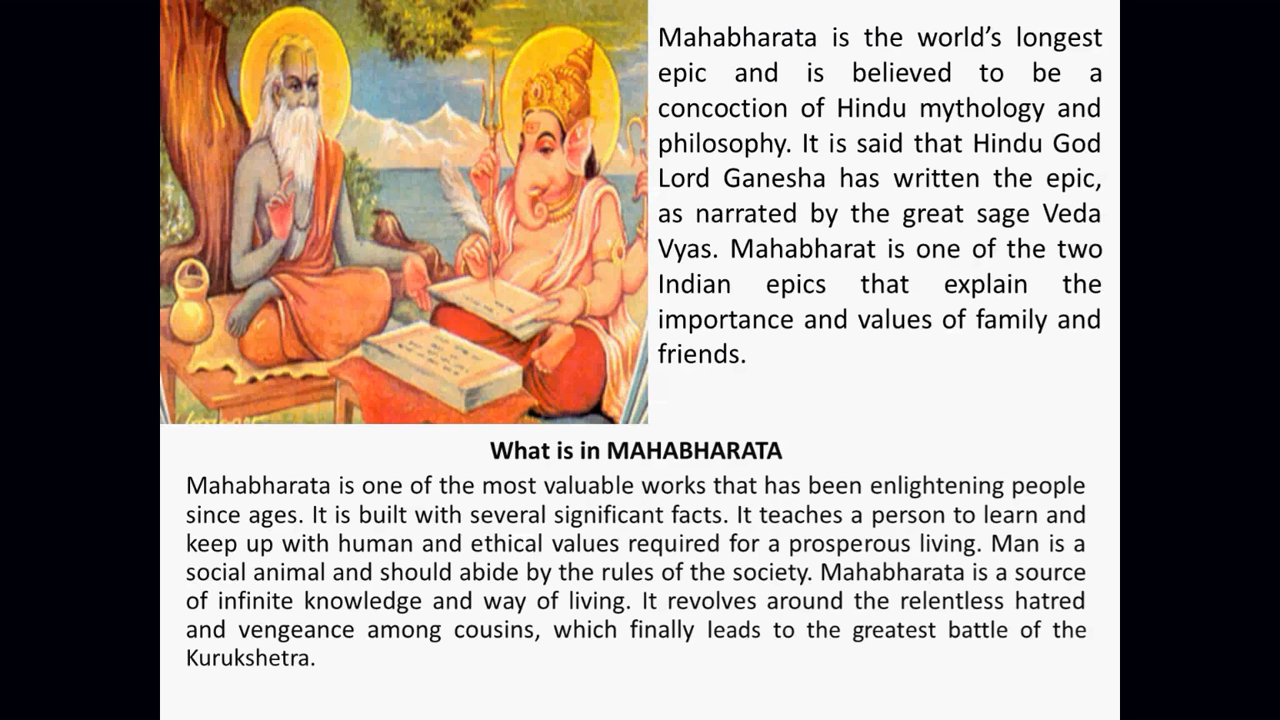 Mahabharata is the world’s longest
epic and is believed to be a
concoction of Hindu mythology and
philosophy. It is said that Hindu God
Lord Ganesha has written the epic,
as narrated by the great sage Veda
Vyas. Mahabharat is one of the two
Indian epics that explain the
importance and values of family and
friends.
What is in MAHABHARATA
Mahabharata is one of the most valuable works that has been enlightening people
since ages. It is built with several significant facts. It teaches a person to learn and
keep up with human and ethical values required for a prosperous living. Man is a
social animal and should abide by the rules of the society. Mahabharata is a source
of infinite knowledge and way of living. It revolves around the relentless hatred
and vengeance among cousins, which finally leads to the greatest battle of the
Kurukshetra.